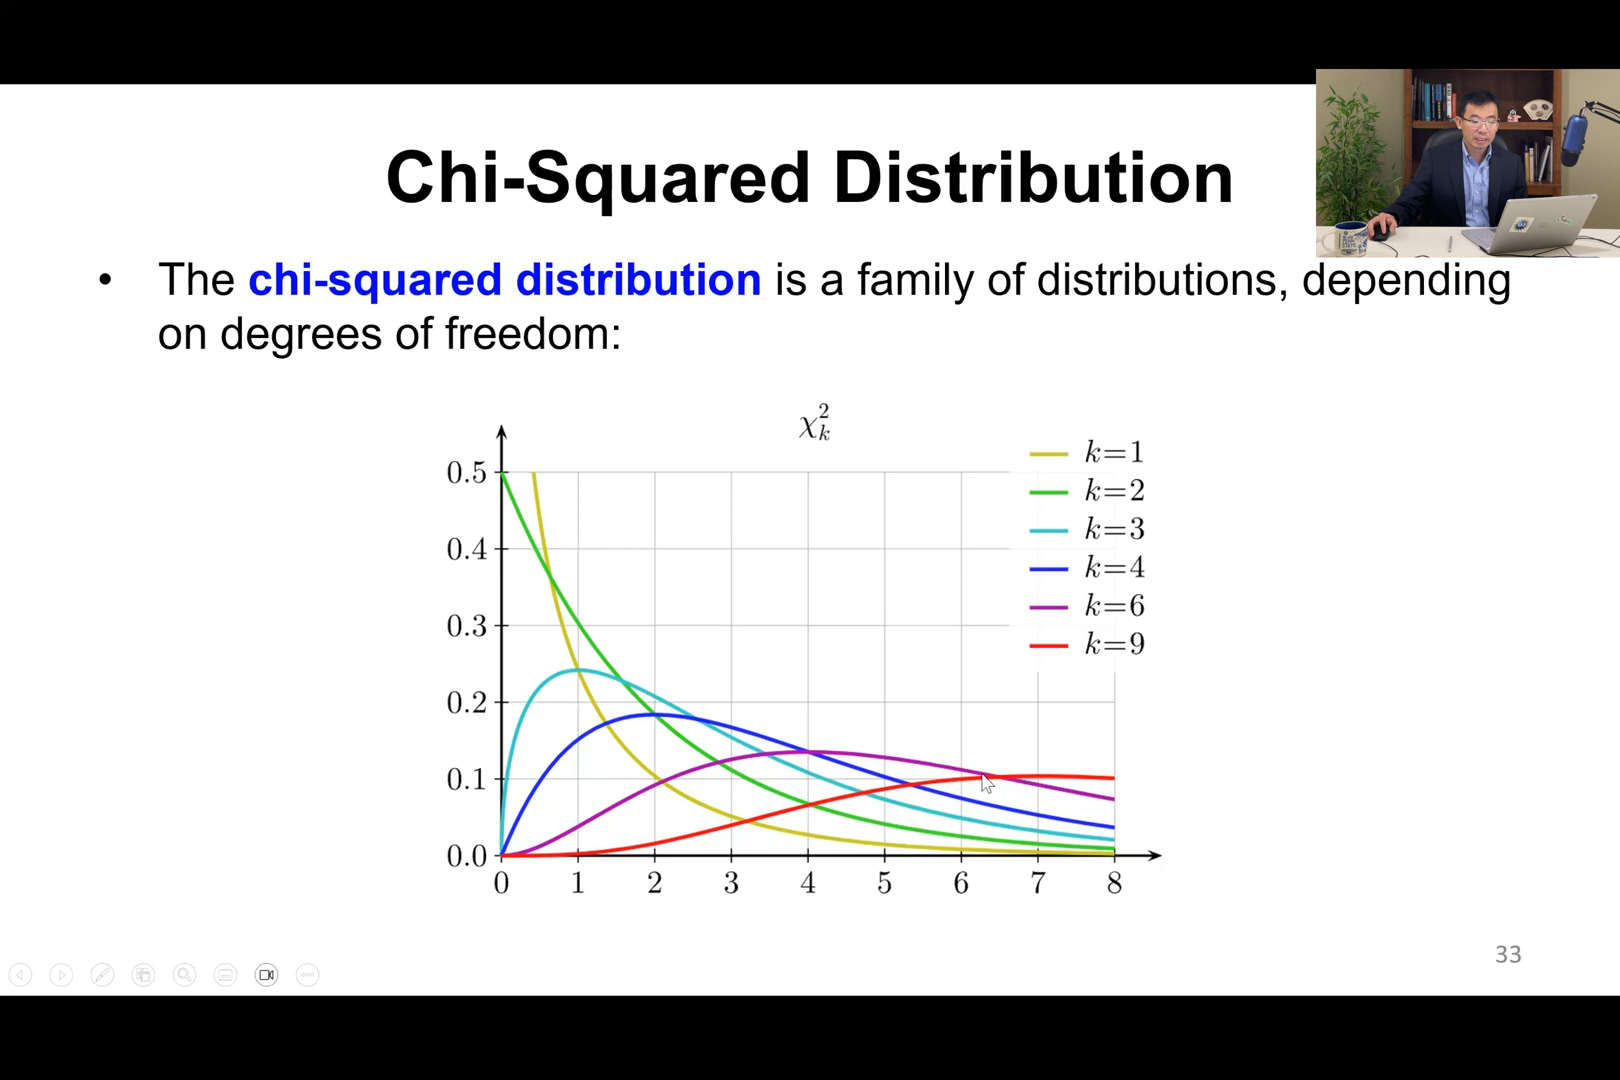 Chi-Squared Distribution
• The chi-squared distribution is a family of distributions, depending
on degrees of freedom:
χ²ₖ
0.5
0.4
0.3
0.2
0.1
0.0
0 1 2 3 4 5 6 7 8
k=1
k=2
k=3
k=4
k=6
k=9
33